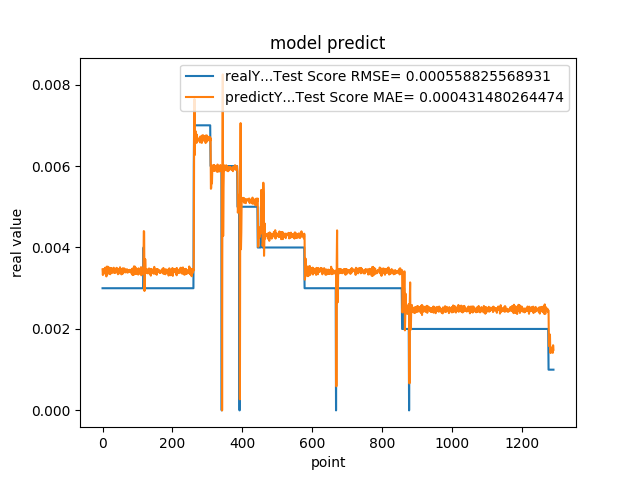 model predict
realY...Test Score RMSE= 0.000558825568931
predictY...Test Score MAE= 0.000431480264474
real value
0.008
0.006
0.004
0.002
0.000
0 200 400 600 800 1000 1200
point